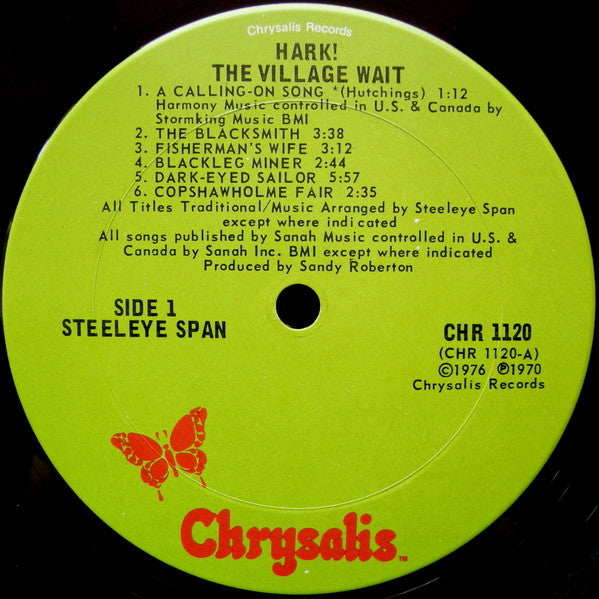 Chrysalis Records
HARK!
THE VILLAGE WAIT
1. A CALLING-ON SONG *(Hutchings) 1:12
Harmony Music controlled in U.S. & Canada by
Stormking Music BMI
2. THE BLACKSMITH 3:38
3. FISHERMAN'S WIFE 3:12
4. BLACKLEG MINER 2:44
5. DARK-EYED SAILOR 5:57
6. COPSHAWHOLME FAIR 2:35
All Titles Traditional/Music Arranged by Steeleye Span
except where indicated
All songs published by Sanah Music controlled in U.S. &
Canada by Sanah Inc. BMI except where indicated
Produced by Sandy Roberton
SIDE 1
STEELEYE SPAN
CHR 1120
(CHR 1120-A)
©1976 ℗1970
Chrysalis Records
Chrysalis™